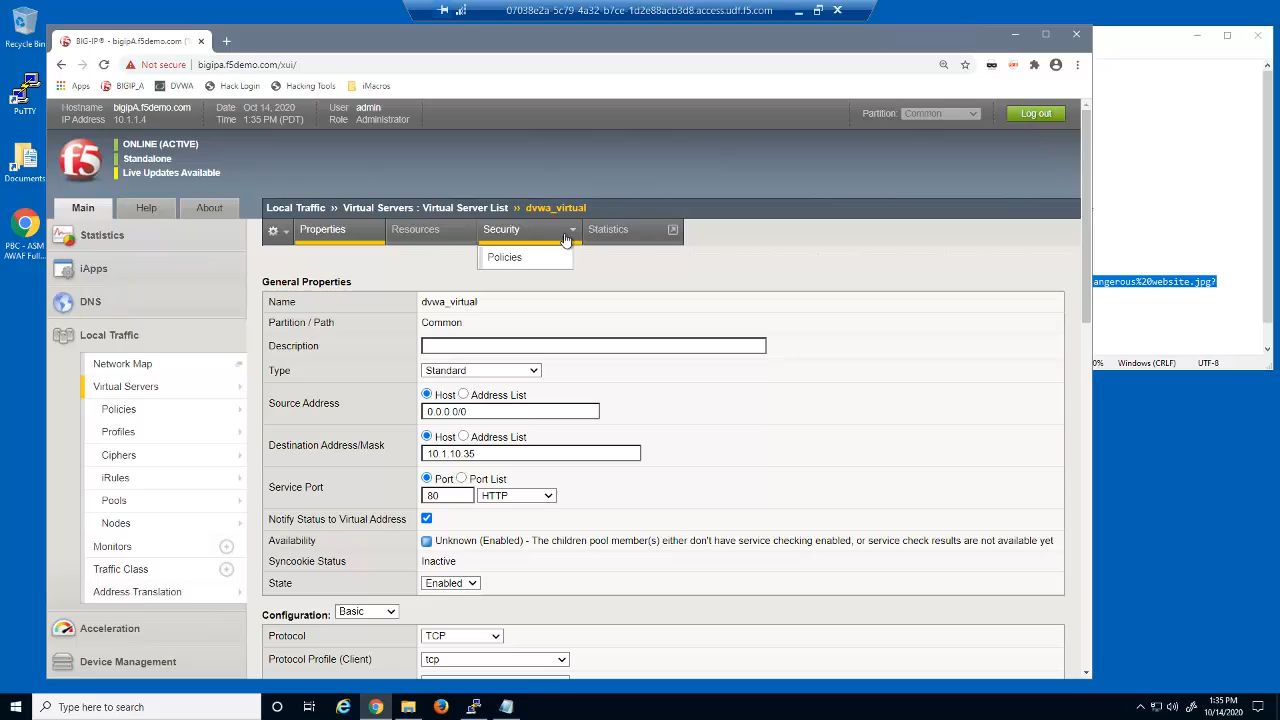 07038e2a-5c79-4a32-b7ce-1d2e88acb3d8.access.udf.f5.com
Recycle Bin
PuTTY
Documents
PBC - ASM
AWAF Full...
BIG-IP® - bigipA.f5demo.com (
Not secure
bigipa.f5demo.com/xui/
Apps
BIGIP_A
DVWA
Hack Login
Hacking Tools
iMacros
Hostname bigipA.f5demo.com Date Oct 14, 2020 User admin
IP Address 10.1.1.4 Time 1:35 PM (PDT) Role Administrator
Partition: Common
Log out
f5
ONLINE (ACTIVE)
Standalone
Live Updates Available
Main
Help
About
Local Traffic » Virtual Servers : Virtual Server List » dvwa_virtual
Properties
Resources
Security
Statistics
Policies
Statistics
iApps
DNS
Local Traffic
Network Map
Virtual Servers
Policies
Profiles
Ciphers
iRules
Pools
Nodes
Monitors
Traffic Class
Address Translation
Acceleration
Device Management
General Properties
Name dvwa_virtual
Partition / Path Common
Description
Type Standard
Source Address Host Address List
0.0.0.0/0
Destination Address/Mask Host Address List
10.1.10.35
Service Port Port Port List
80 HTTP
Notify Status to Virtual Address
Availability Unknown (Enabled) - The children pool member(s) either don't have service checking enabled, or service check results are not available yet
Syncookie Status Inactive
State Enabled
Configuration: Basic
Protocol TCP
Protocol Profile (Client) tcp
angerous%20website.jpg?
0% Windows (CRLF) UTF-8
Type here to search
1:35 PM
10/14/2020